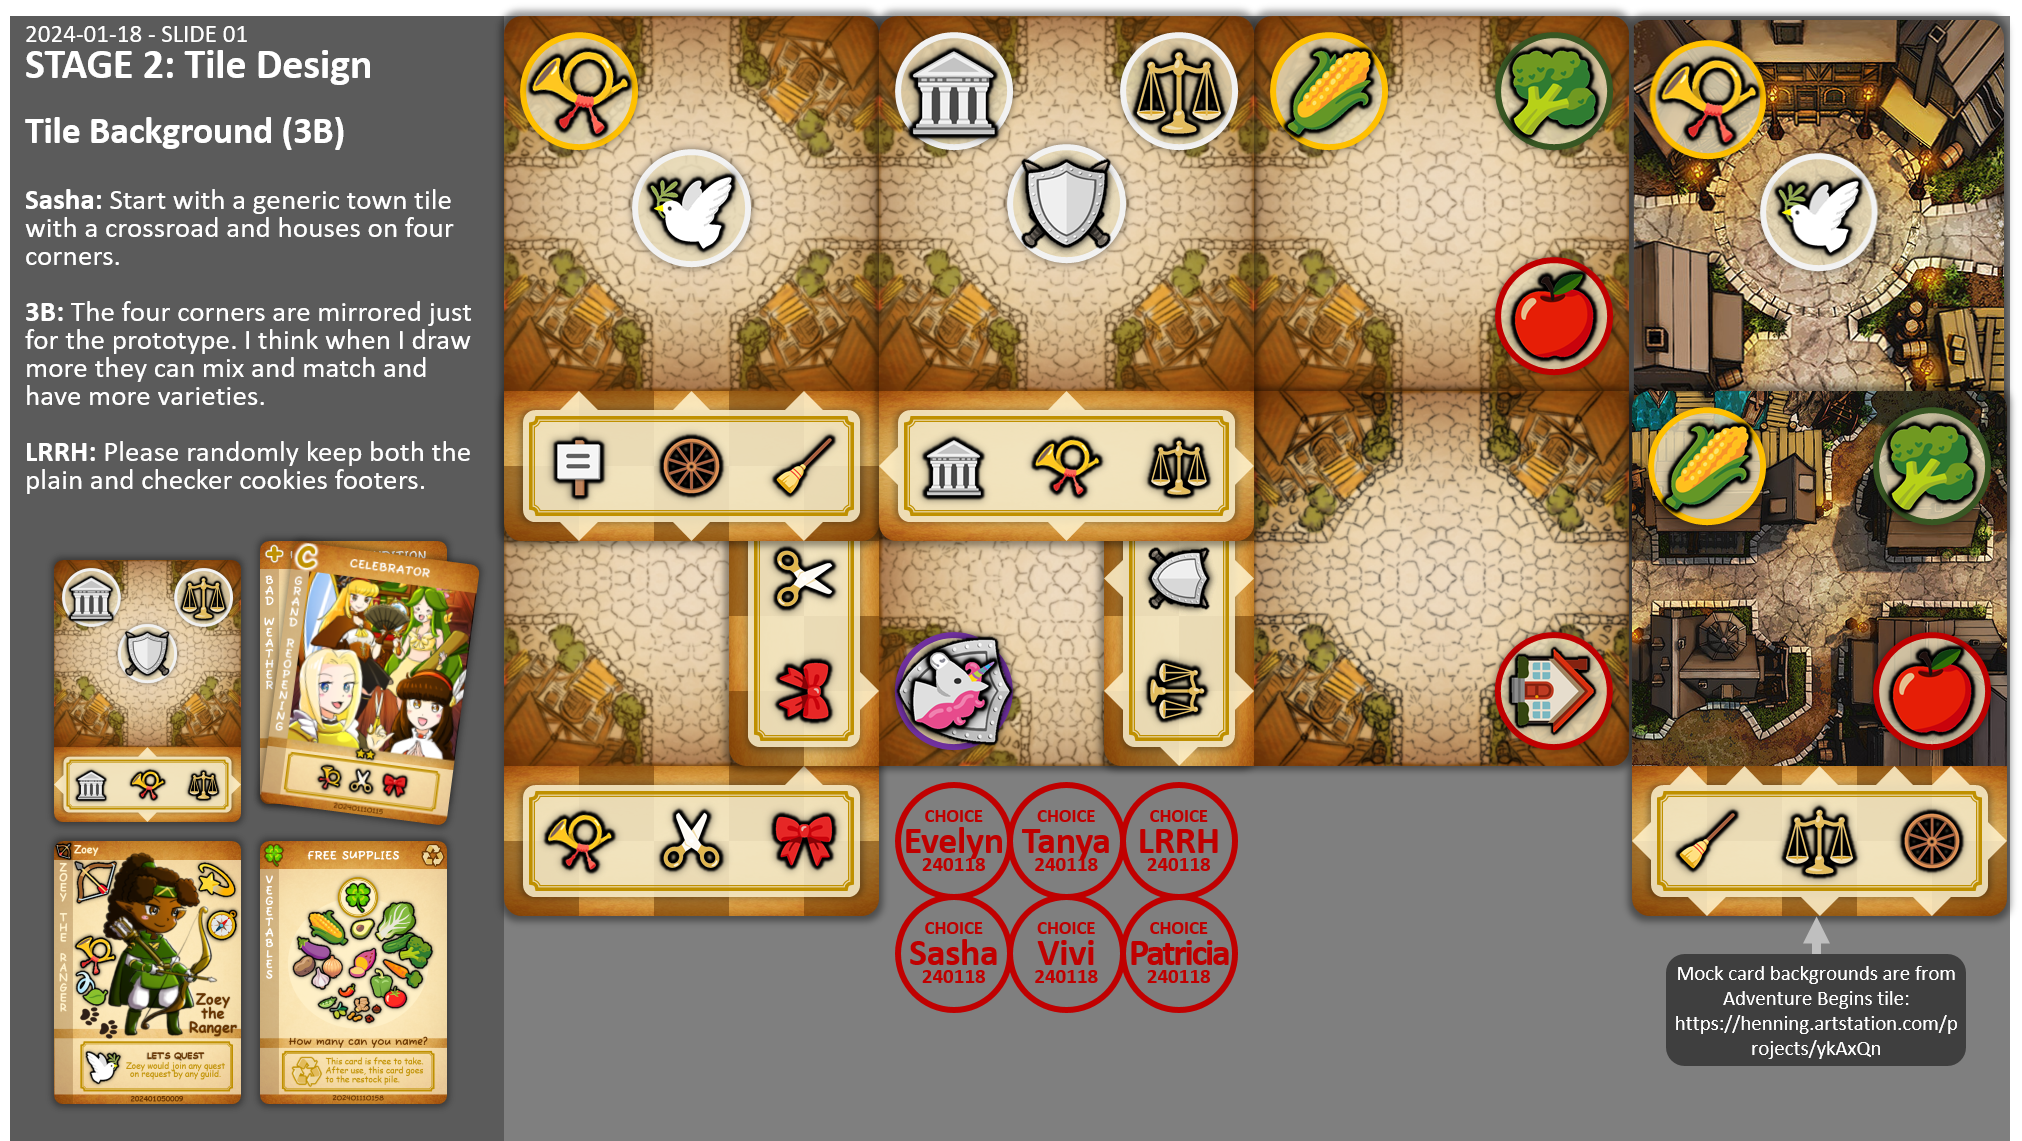 2024-01-18 - SLIDE 01
STAGE 2: Tile Design
Tile Background (3B)
Sasha: Start with a generic town tile
with a crossroad and houses on four
corners.
3B: The four corners are mirrored just
for the prototype. I think when I draw
more they can mix and match and
have more varieties.
LRRH: Please randomly keep both the
plain and checker cookies footers.
C
CELEBRATOR
BAD WEATHER
GRAND REOPENING
202401110115
Zoey
ZOEY THE RANGER
Zoey
the
Ranger
LET'S QUEST
Zoey would join any quest
on request by any guild.
202401050009
FREE SUPPLIES
VEGETABLES
How many can you name?
This card is free to take.
After use, this card goes
to the restock pile.
202401110158
CHOICE
Evelyn
240118
CHOICE
Tanya
240118
CHOICE
LRRH
240118
CHOICE
Sasha
240118
CHOICE
Vivi
240118
CHOICE
Patricia
240118
Mock card backgrounds are from
Adventure Begins tile:
https://henning.artstation.com/p
rojects/ykAxQn